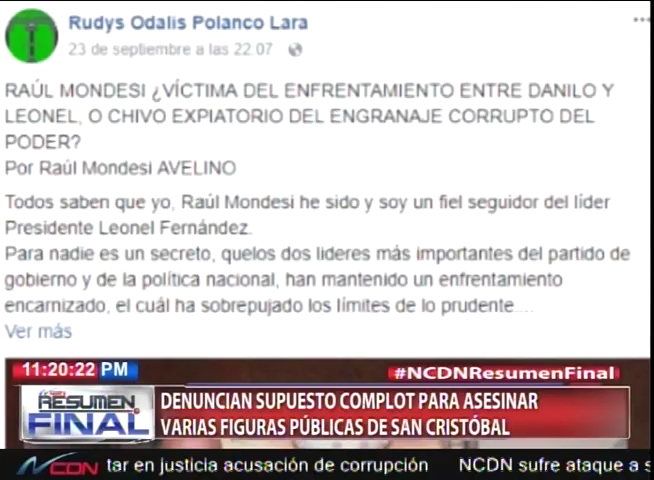 Rudys Odalis Polanco Lara
23 de septiembre a las 22:07
RAÚL MONDESI ¿VÍCTIMA DEL ENFRENTAMIENTO ENTRE DANILO Y
LEONEL, O CHIVO EXPIATORIO DEL ENGRANAJE CORRUPTO DEL
PODER?
Por Raúl Mondesi AVELINO
Todos saben que yo, Raúl Mondesi he sido y soy un fiel seguidor del líder
Presidente Leonel Fernández.
Para nadie es un secreto, quelos dos lideres más importantes del partido de
gobierno y de la política nacional, han mantenido un enfrentamiento
encarnizado, el cuál ha sobrepujado los límites de lo prudente....
Ver más
11:20:22 PM
#NCDNResumenFinal
RESUMEN
FINAL
DENUNCIAN SUPUESTO COMPLOT PARA ASESINAR
VARIAS FIGURAS PÚBLICAS DE SAN CRISTÓBAL
NCDN tar en justicia acusación de corrupción NCDN sufre ataque a s